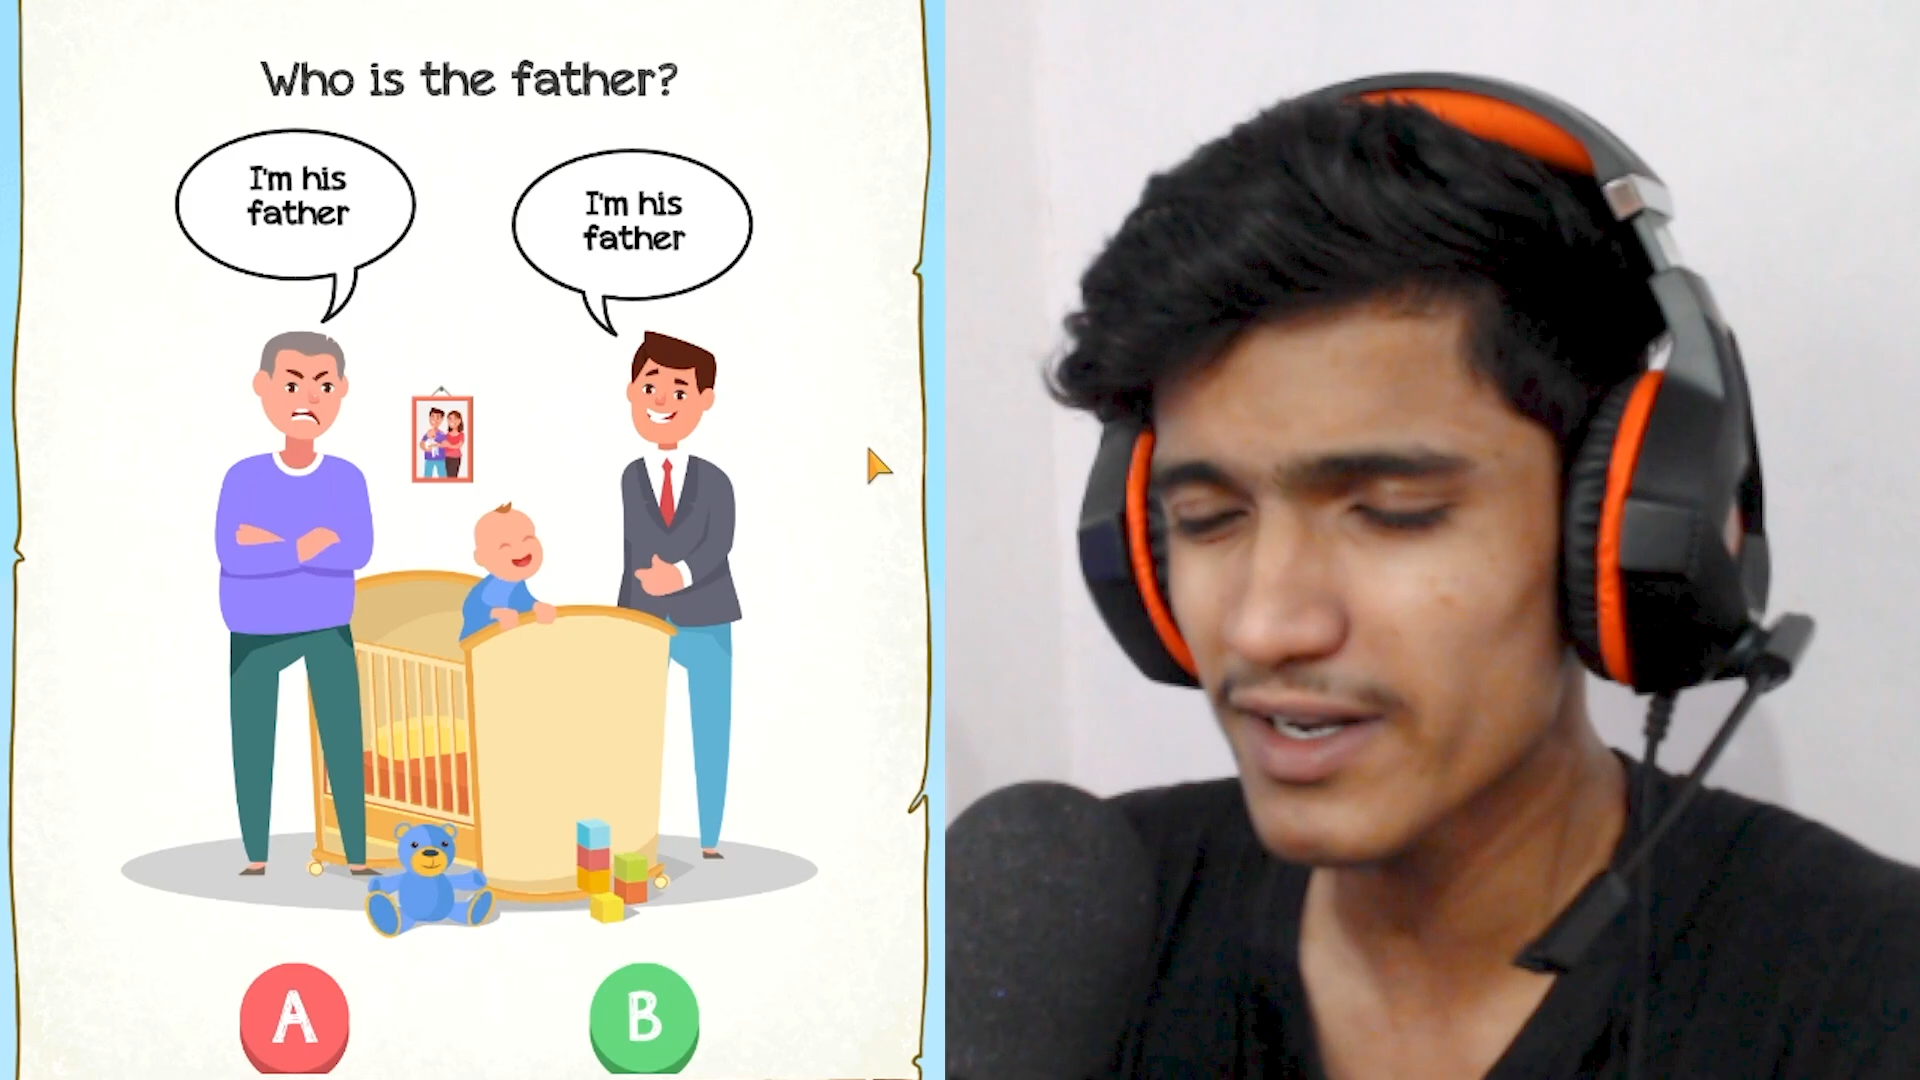 Who is the father?
I'm his
father
I'm his
father
A
B